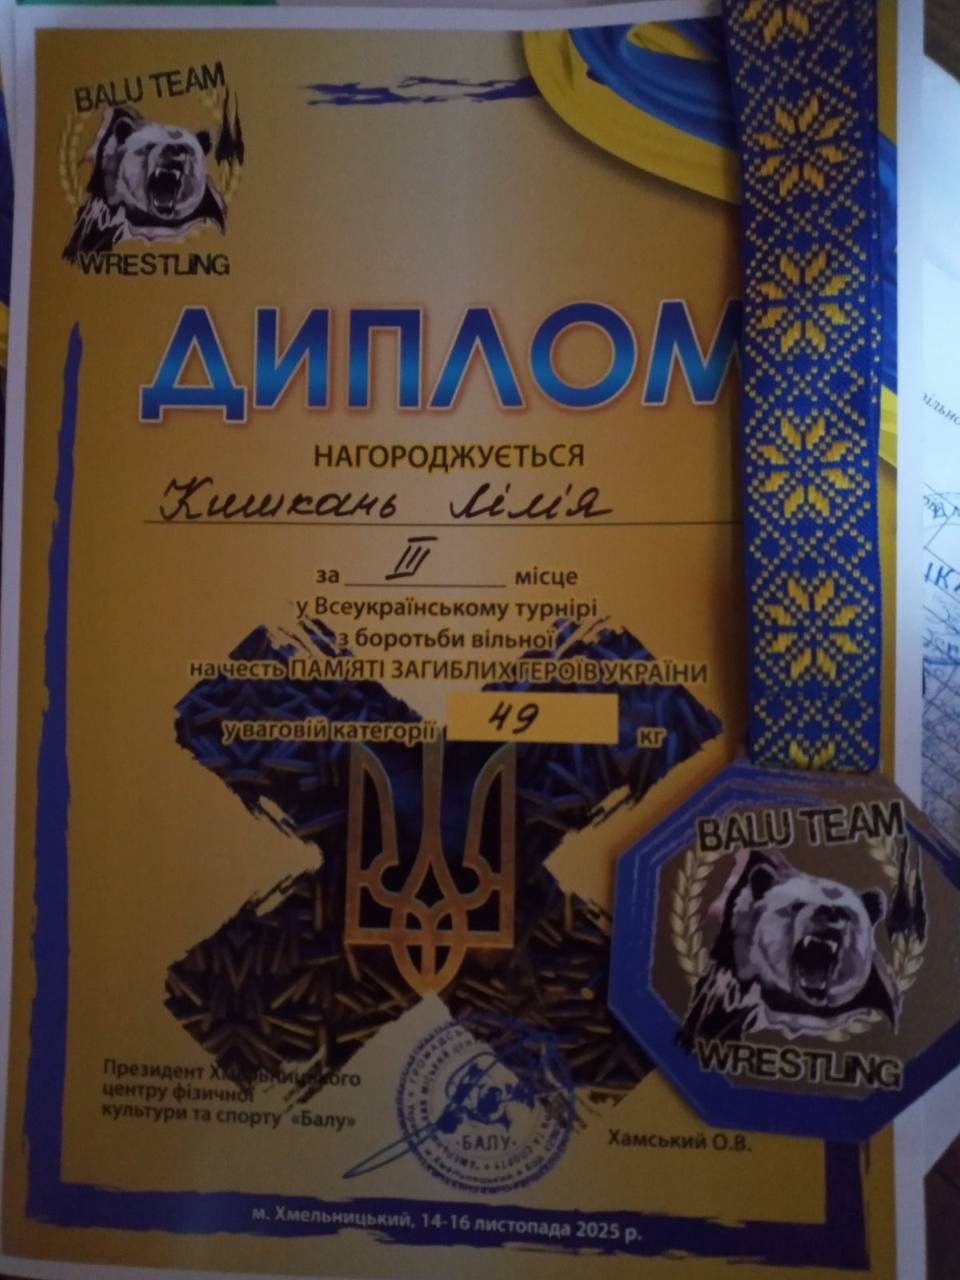 BALU TEAM
WRESTLING
ДИПЛОМ
НАГОРОДЖУЄТЬСЯ
Кишкань Лілія
за III місце
у Всеукраїнському турнірі
з боротьби вільної
на честь ПАМ'ЯТІ ЗАГИБЛИХ ГЕРОЇВ УКРАЇНИ
у ваговій категорії 49 кг
BALU TEAM
WRESTLING
Президент Хмельницького
центру фізичної
культури та спорту «Балу»
БАЛУ
Хамський О.В.
м. Хмельницький, 14-16 листопада 2025 р.